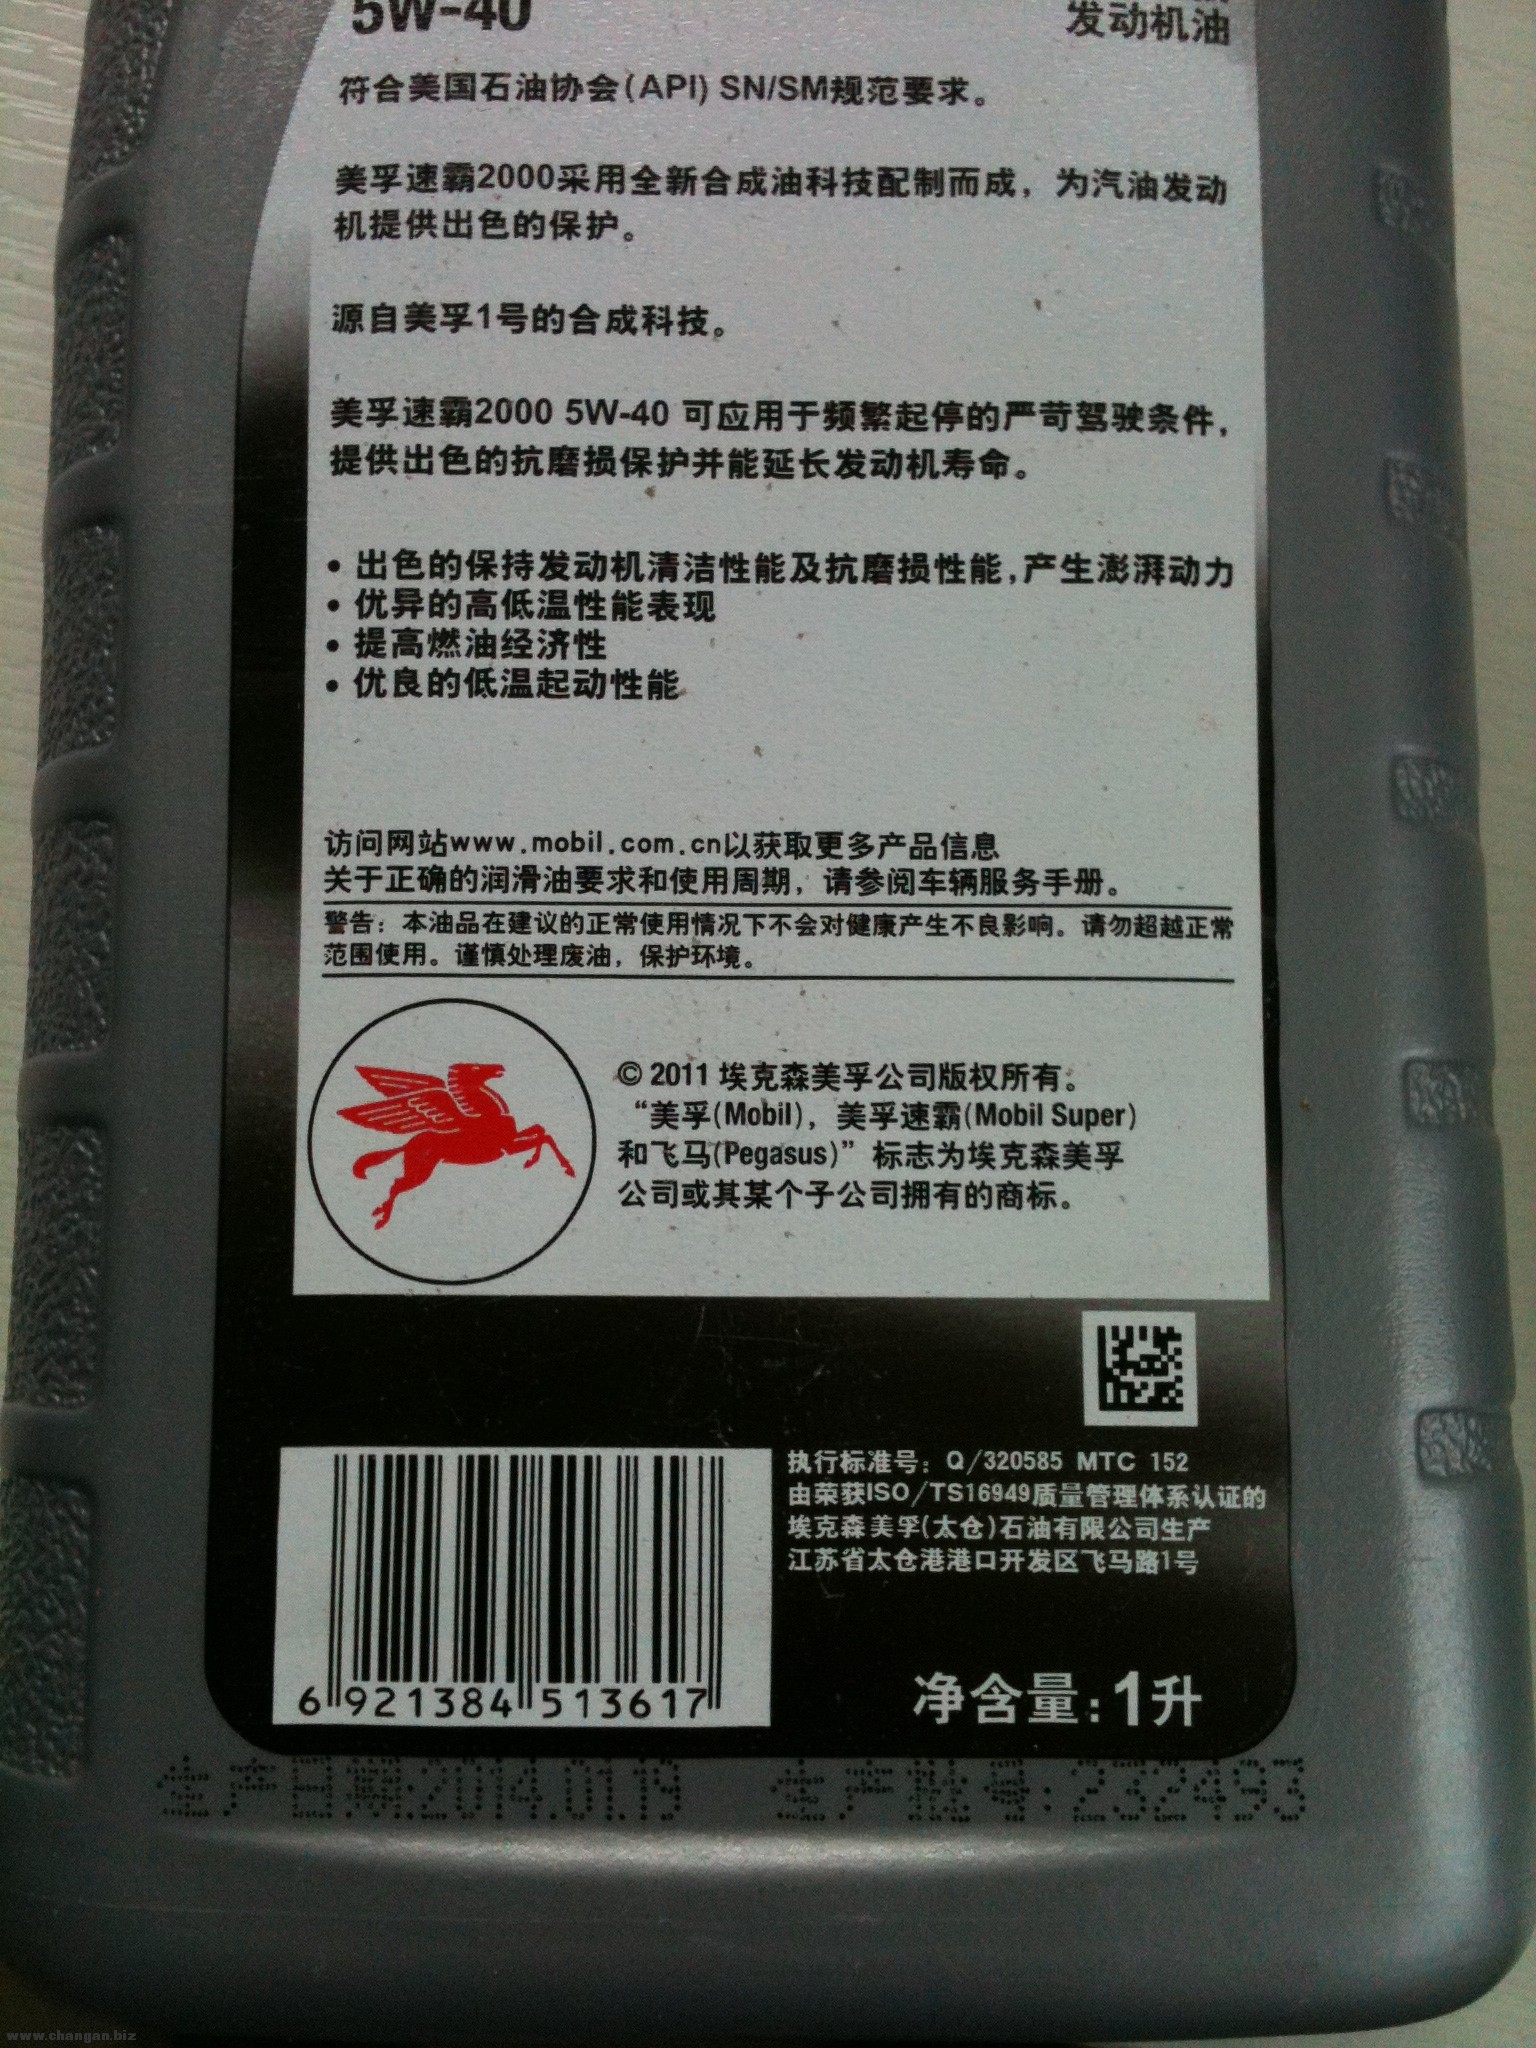 5W-40
发动机油
符合美国石油协会(API) SN/SM规范要求。
美孚速霸2000采用全新合成油科技配制而成，为汽油发动
机提供出色的保护。
源自美孚1号的合成科技。
美孚速霸2000 5W-40 可应用于频繁起停的严苛驾驶条件，
提供出色的抗磨损保护并能延长发动机寿命。
• 出色的保持发动机清洁性能及抗磨损性能,产生澎湃动力
• 优异的高低温性能表现
• 提高燃油经济性
• 优良的低温起动性能
访问网站www.mobil.com.cn以获取更多产品信息
关于正确的润滑油要求和使用周期，请参阅车辆服务手册。
警告：本油品在建议的正常使用情况下不会对健康产生不良影响。请勿超越正常
范围使用。谨慎处理废油，保护环境。
© 2011 埃克森美孚公司版权所有。
“美孚(Mobil)，美孚速霸(Mobil Super)
和飞马(Pegasus)”标志为埃克森美孚
公司或其某个子公司拥有的商标。
执行标准号：Q/320585 MTC 152
由荣获ISO/TS16949质量管理体系认证的
埃克森美孚(太仓)石油有限公司生产
江苏省太仓港港口开发区飞马路1号
净含量:1升
6 921384 513617
生产日期:2014.01.19 生产批号:232493
www.changan.biz